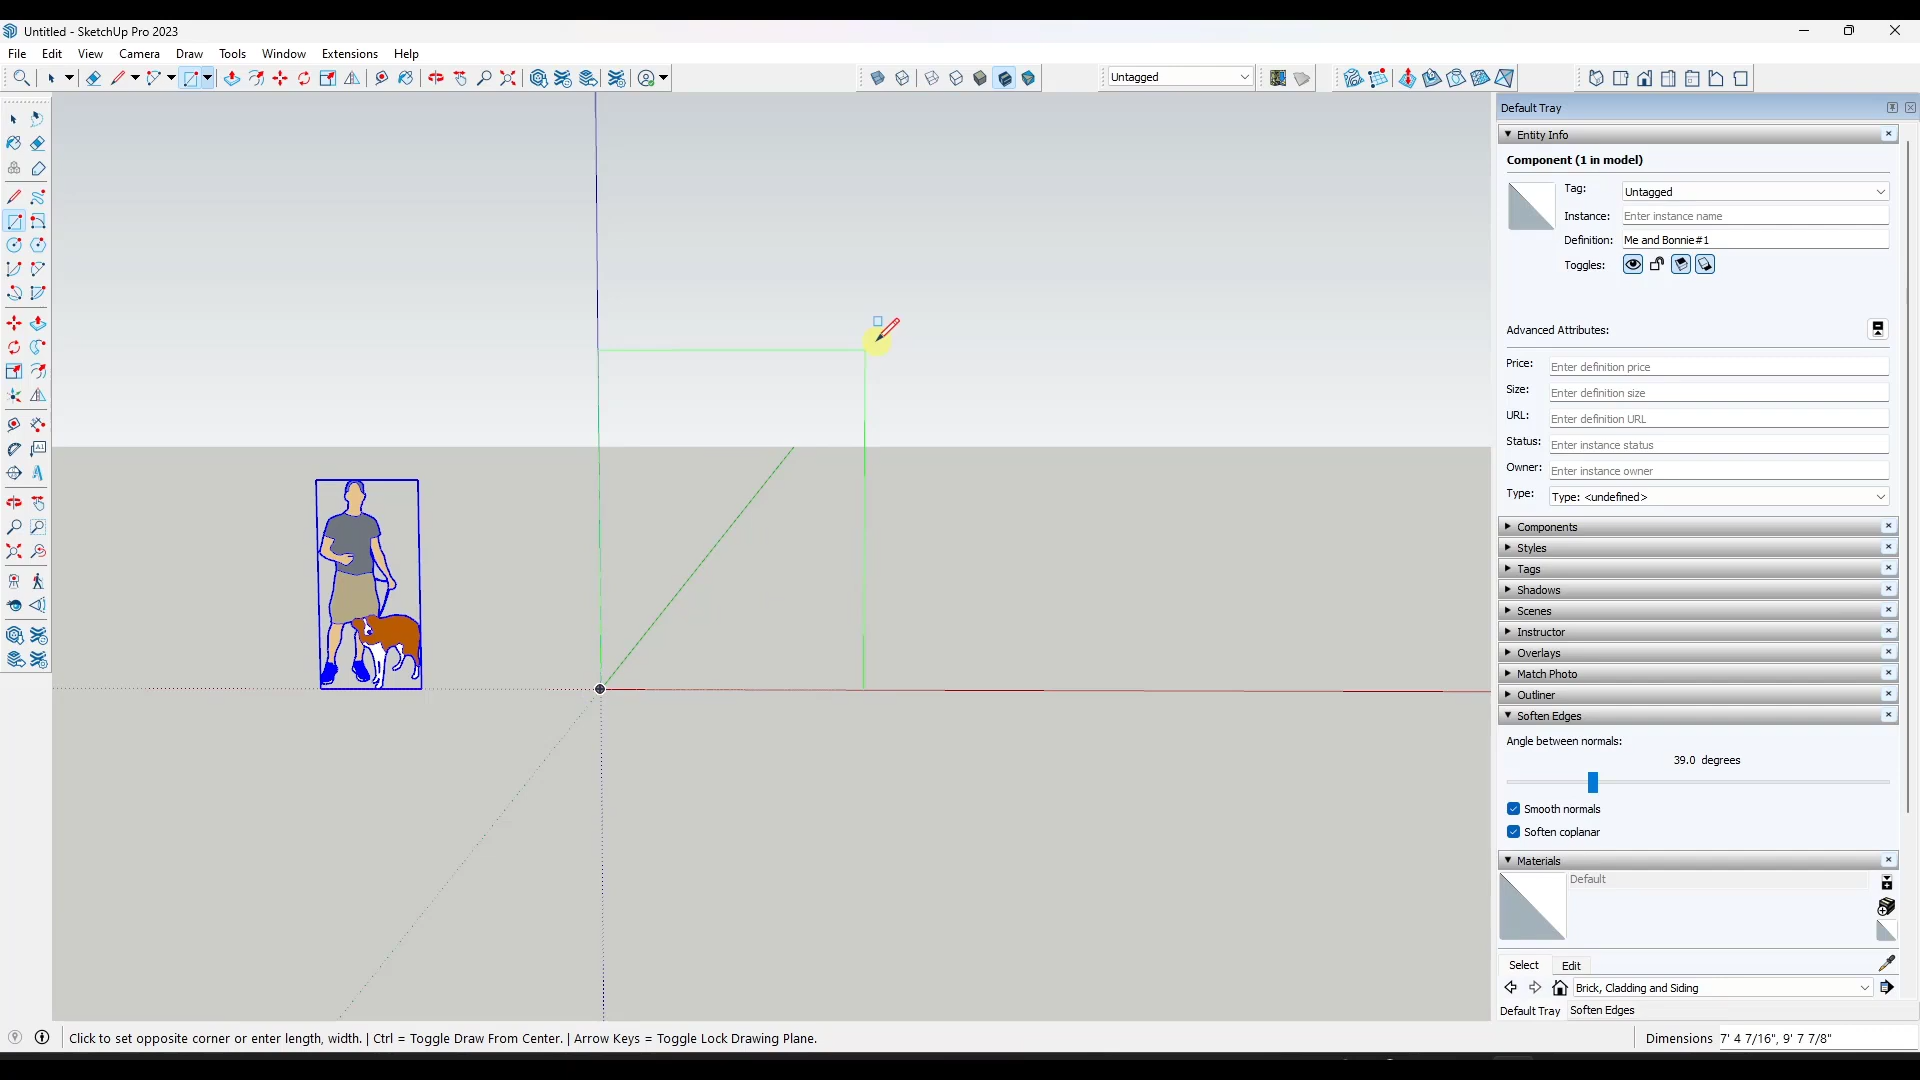 Untitled - SketchUp Pro 2023
File Edit View Camera Draw Tools Window Extensions Help
Untagged
Default Tray
Entity Info
Component (1 in model)
Tag: Untagged
Instance: Enter instance name
Definition: Me and Bonnie#1
Toggles:
Advanced Attributes:
Price: Enter definition price
Size: Enter definition size
URL: Enter definition URL
Status: Enter instance status
Owner: Enter instance owner
Type: Type: <undefined>
Components
Styles
Tags
Shadows
Scenes
Instructor
Overlays
Match Photo
Outliner
Soften Edges
Angle between normals:
39.0 degrees
Smooth normals
Soften coplanar
Materials
Default
Select Edit
Brick, Cladding and Siding
Default Tray Soften Edges
Click to set opposite corner or enter length, width. | Ctrl = Toggle Draw From Center. | Arrow Keys = Toggle Lock Drawing Plane.
Dimensions 7' 4 7/16", 9' 7 7/8"